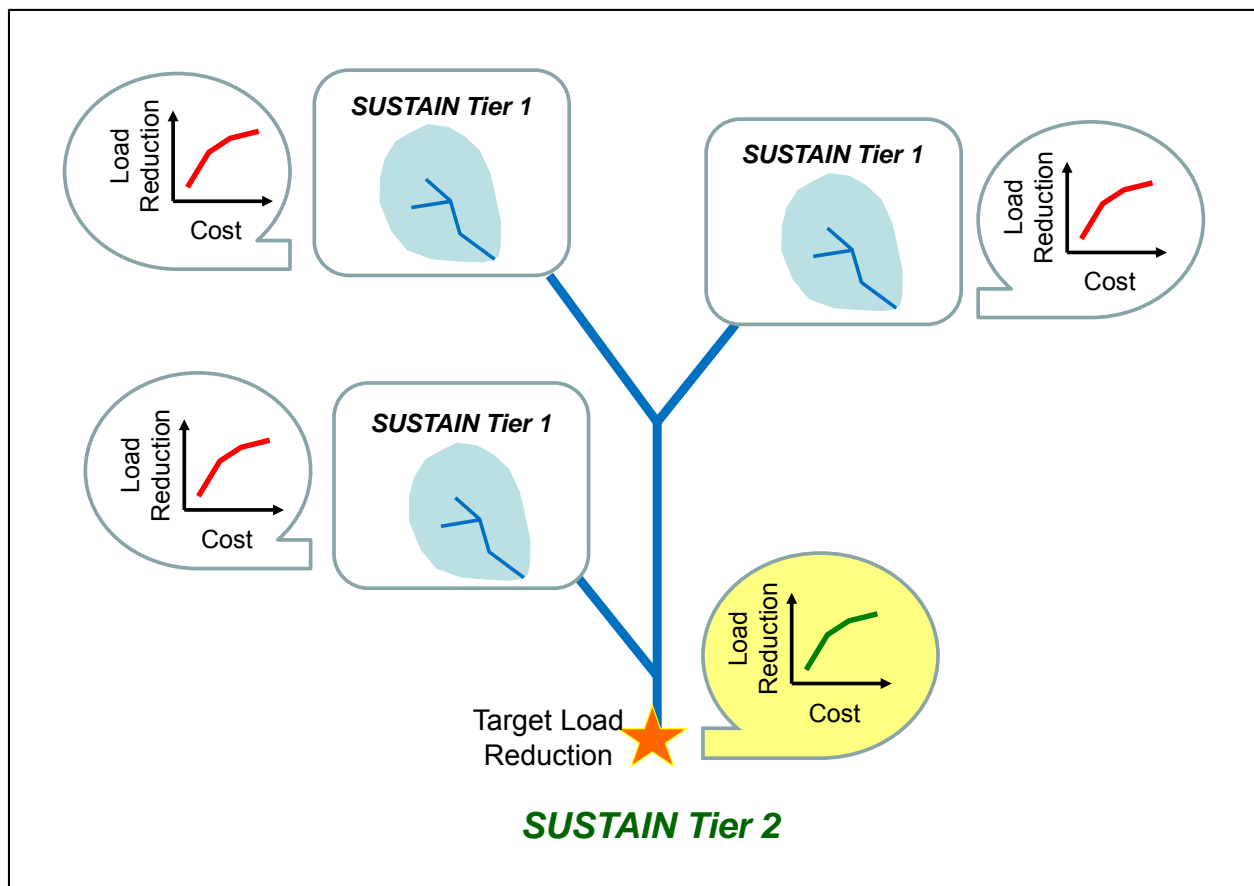 SUSTAIN Tier 1
Load
Reduction
Cost
SUSTAIN Tier 1
Load
Reduction
Cost
SUSTAIN Tier 1
Load
Reduction
Cost
Load
Reduction
Cost
Target Load
Reduction
SUSTAIN Tier 2